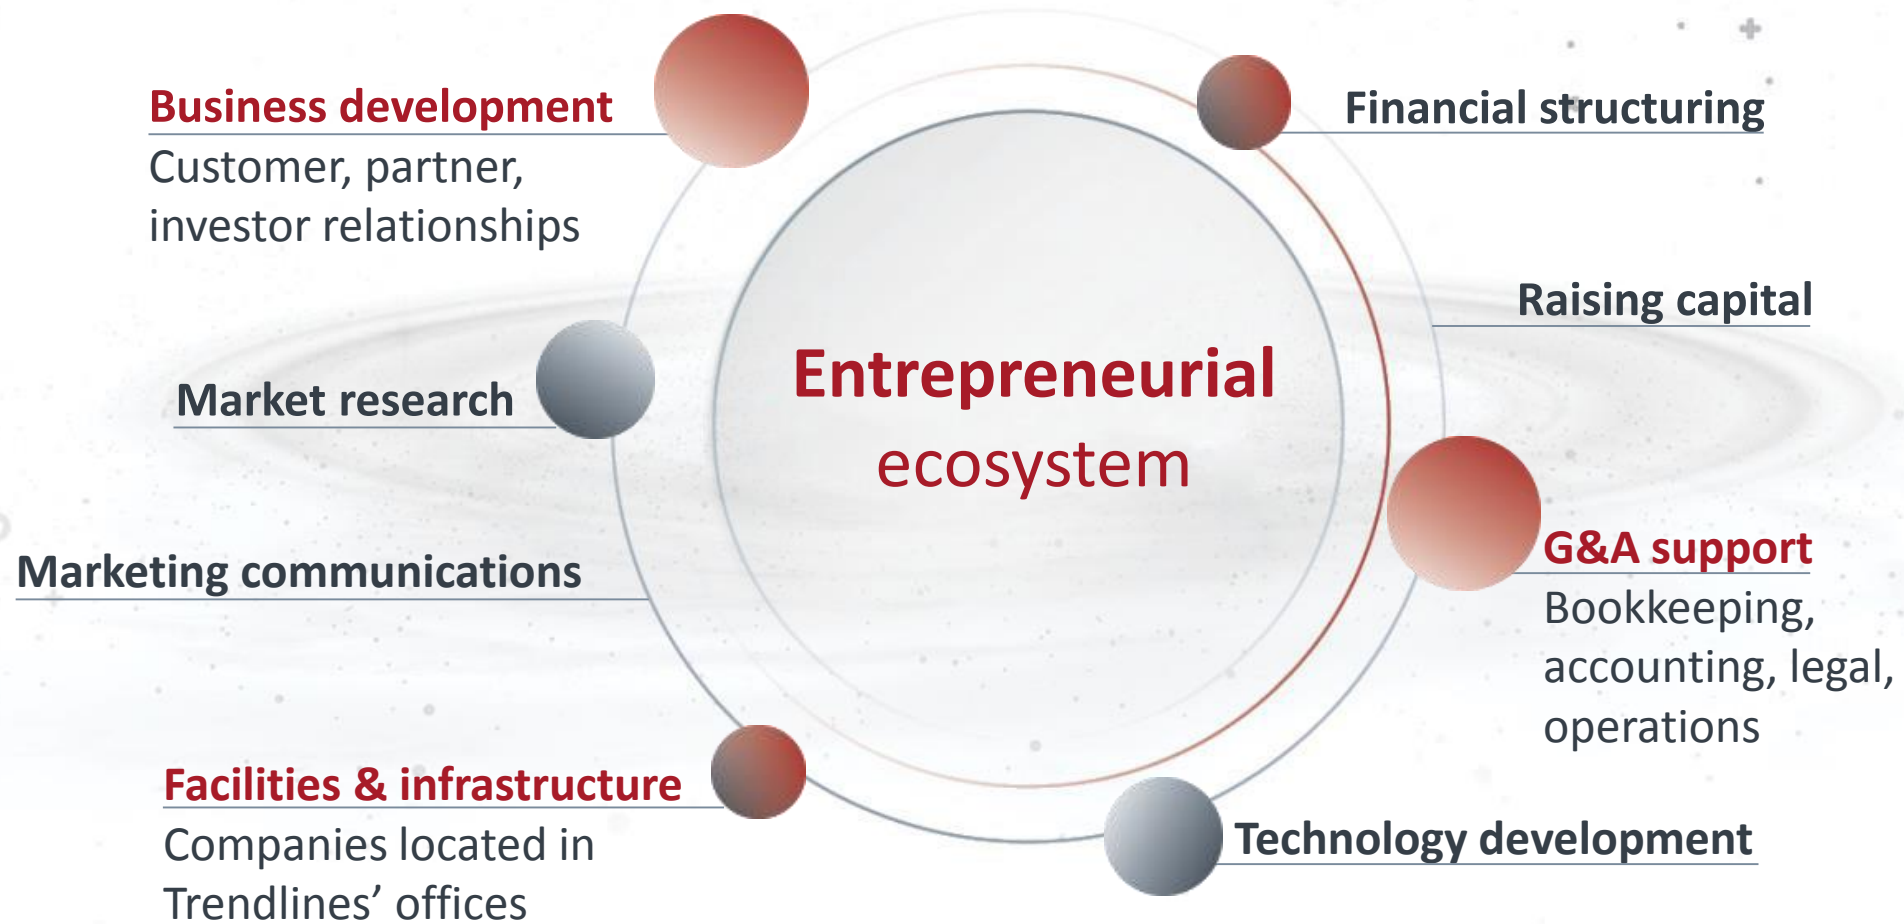 Business development
Customer, partner,
investor relationships
Market research
Marketing communications
Facilities & infrastructure
Companies located in
Trendlines’ offices
Entrepreneurial
ecosystem
Financial structuring
Raising capital
G&A support
Bookkeeping,
accounting, legal,
operations
Technology development